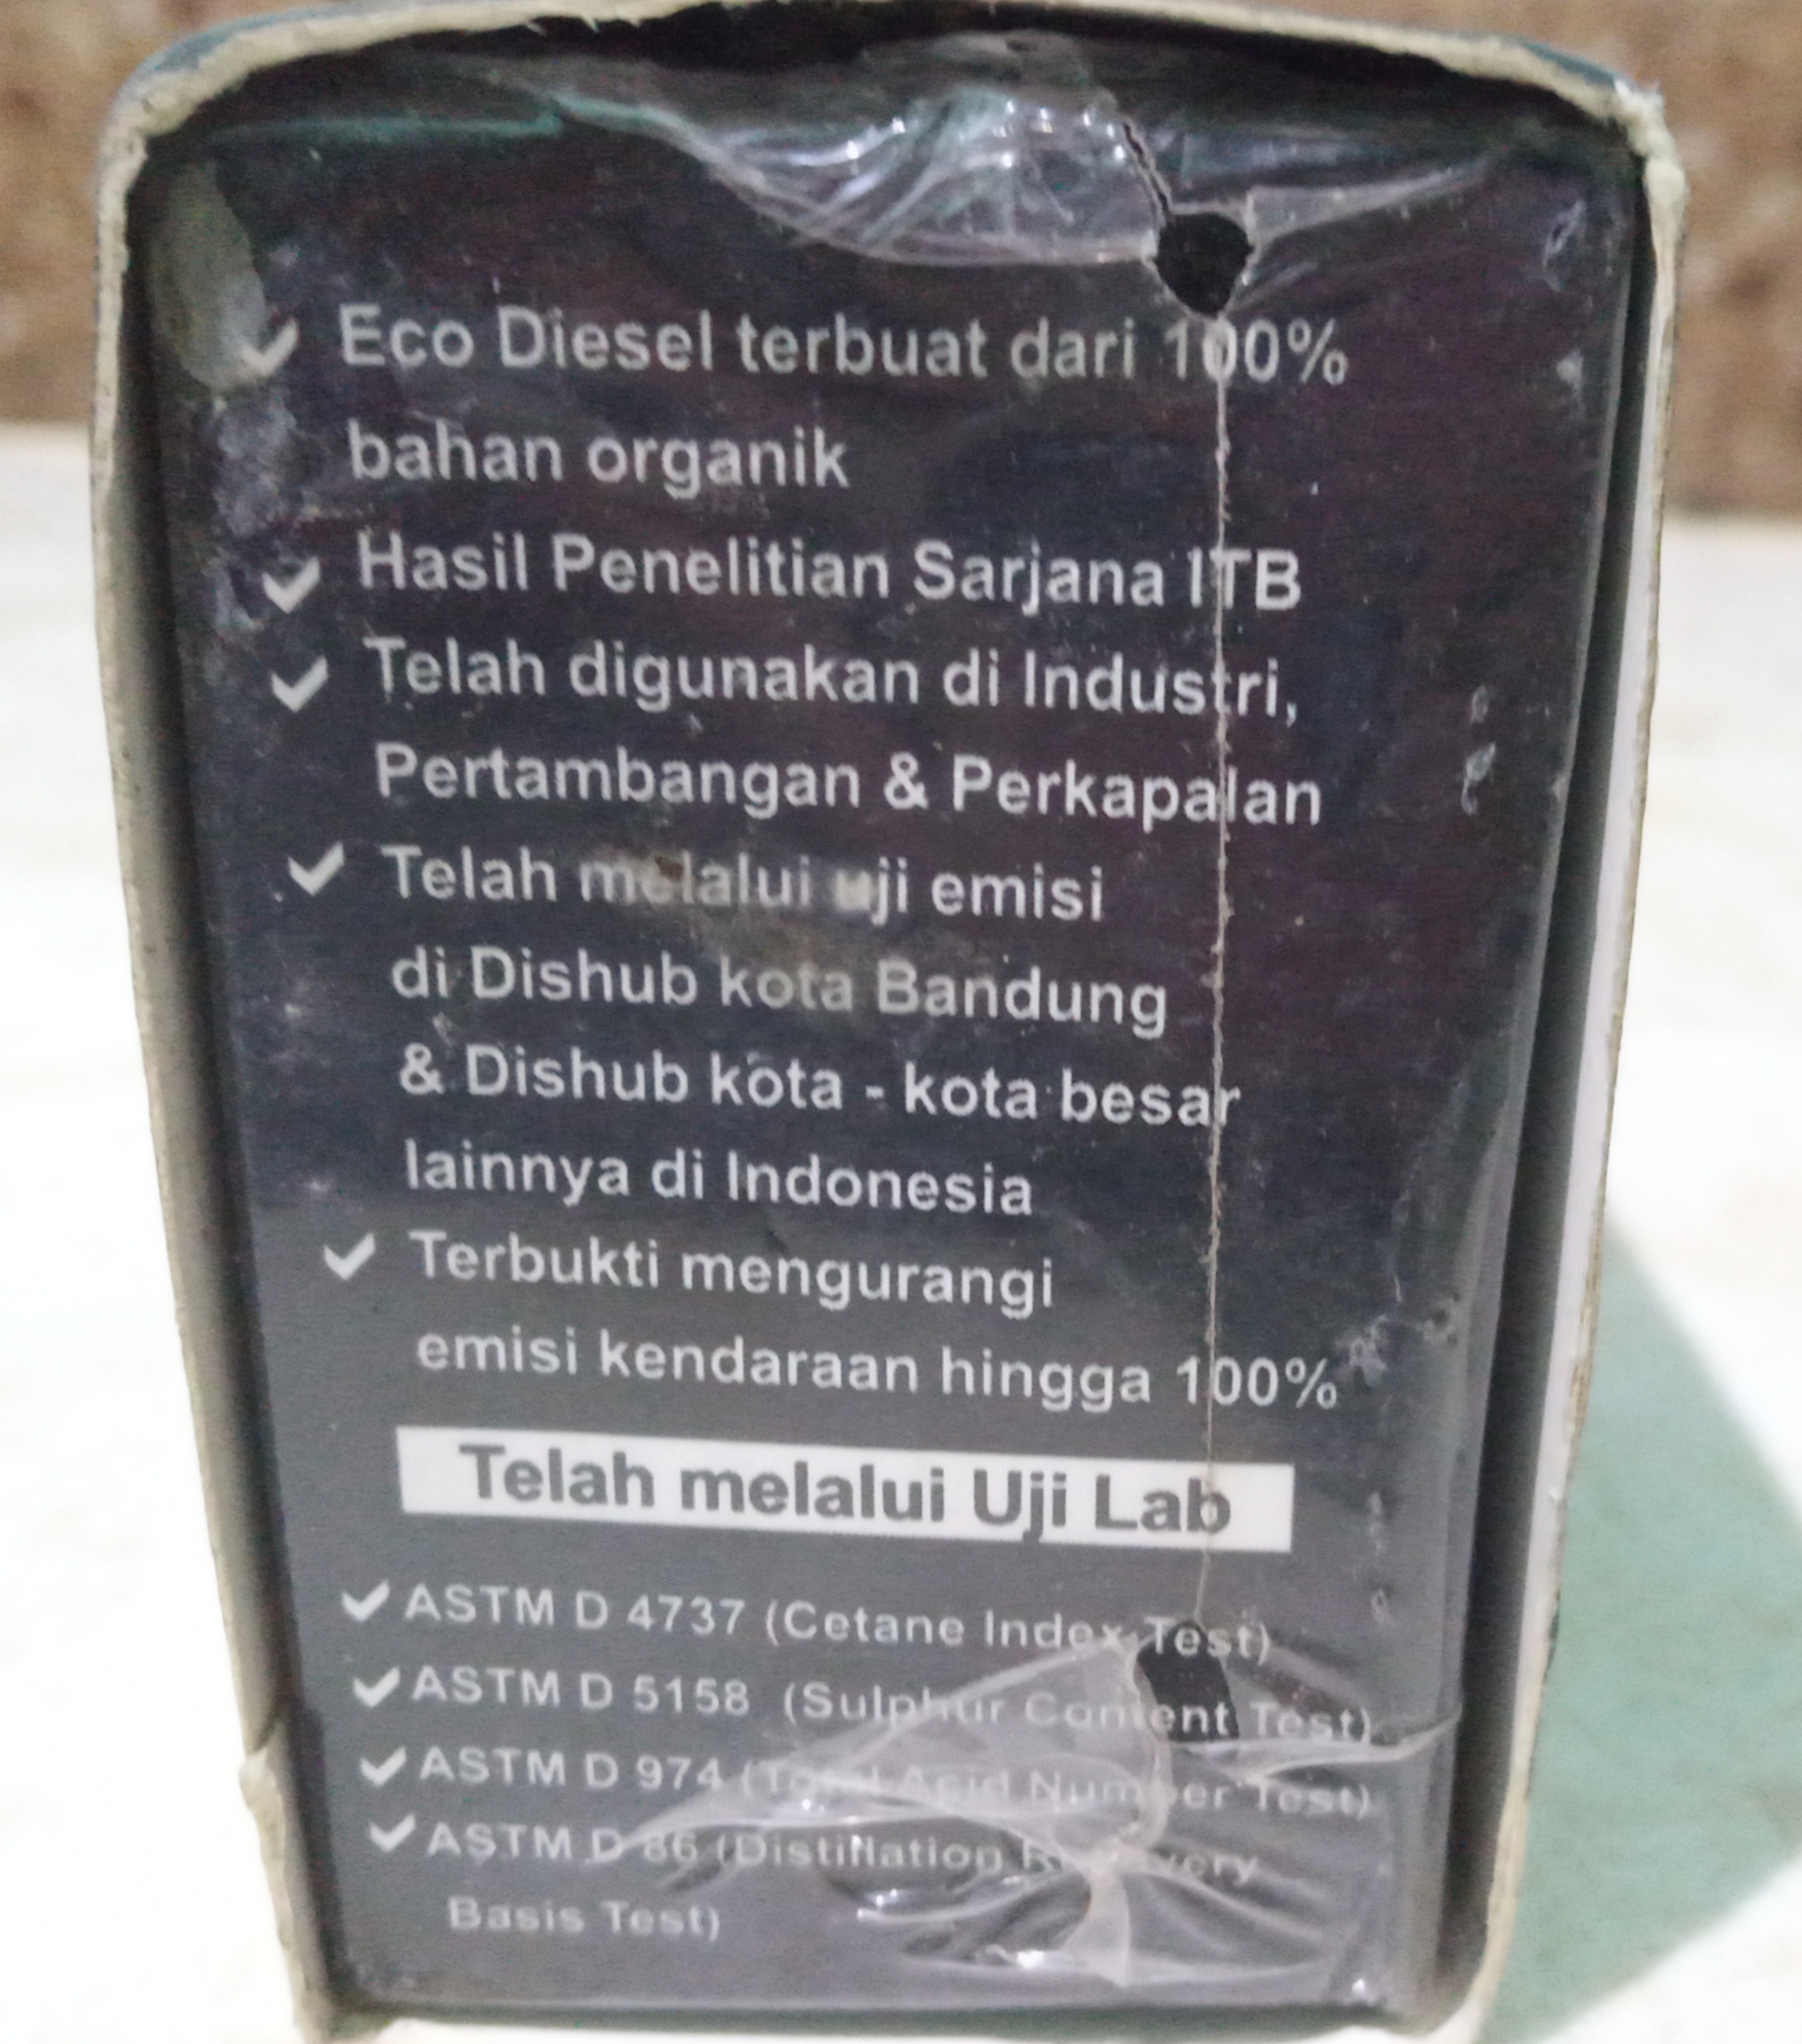 Eco Diesel terbuat dari 100%
bahan organik
Hasil Penelitian Sarjana ITB
Telah digunakan di Industri,
Pertambangan & Perkapalan
Telah melalui uji emisi
di Dishub kota Bandung
& Dishub kota - kota besar
lainnya di Indonesia
Terbukti mengurangi
emisi kendaraan hingga 100%
Telah melalui Uji Lab
ASTM D 4737 (Cetane Index Test)
ASTM D 5158 (Sulphur Content Test)
ASTM D 974 (Total Acid Number Test)
ASTM D 86 (Distillation Recovery
Basis Test)